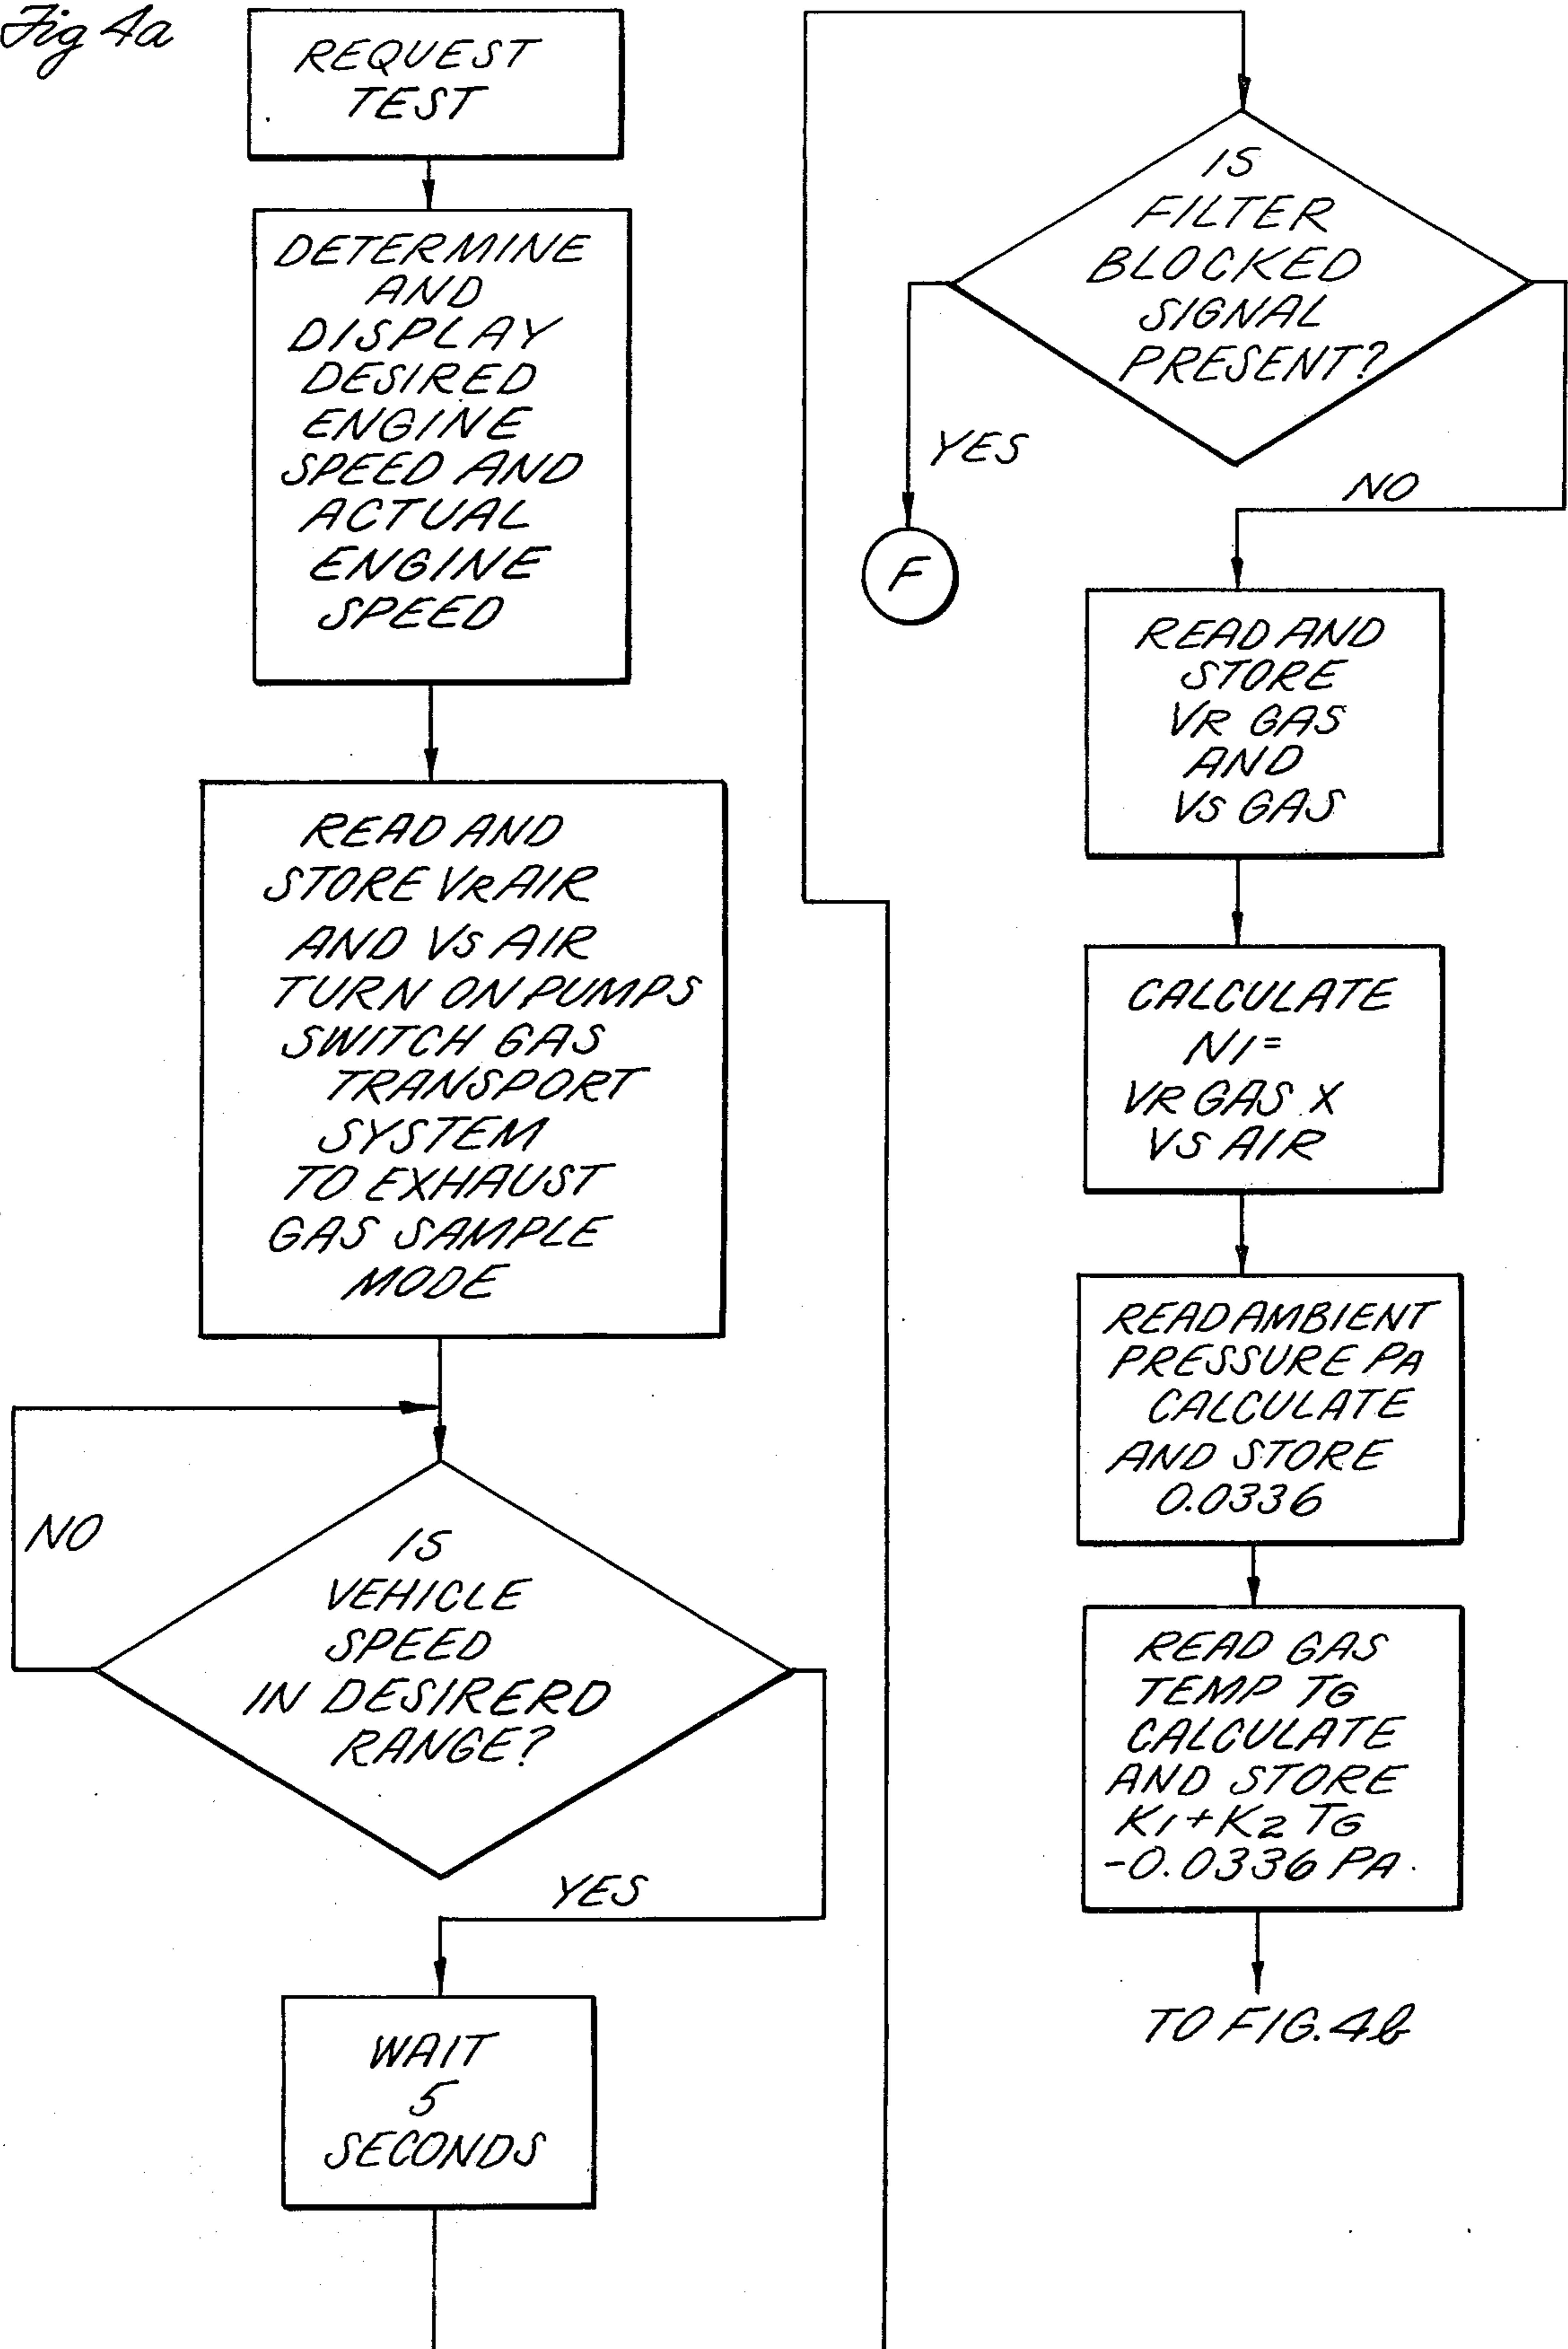 Fig 4a
REQUEST
TEST
DETERMINE
AND
DISPLAY
DESIRED
ENGINE
SPEED AND
ACTUAL
ENGINE
SPEED
READ AND
STORE VR AIR
AND VS AIR
TURN ON PUMPS
SWITCH GAS
TRANSPORT
SYSTEM
TO EXHAUST
GAS SAMPLE
MODE
NO
IS
VEHICLE
SPEED
IN DESIRERD
RANGE?
YES
WAIT
5
SECONDS
IS
FILTER
BLOCKED
SIGNAL
PRESENT?
YES
NO
F
READ AND
STORE
VR GAS
AND
VS GAS
CALCULATE
N1=
VR GAS X
VS AIR
READ AMBIENT
PRESSURE PA
CALCULATE
AND STORE
0.0336
READ GAS
TEMP TG
CALCULATE
AND STORE
K1+K2 TG
-0.0336 PA
TO FIG. 4b